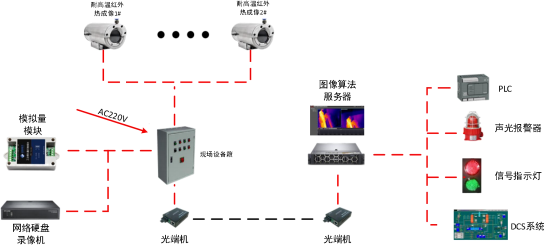 耐高温红外
热成像1#
耐高温红外
热成像2#
图像算法
服务器
PLC
AC220V
模拟量
模块
声光报警器
现场设备箱
信号指示灯
网络硬盘
录像机
光端机
光端机
DCS系统